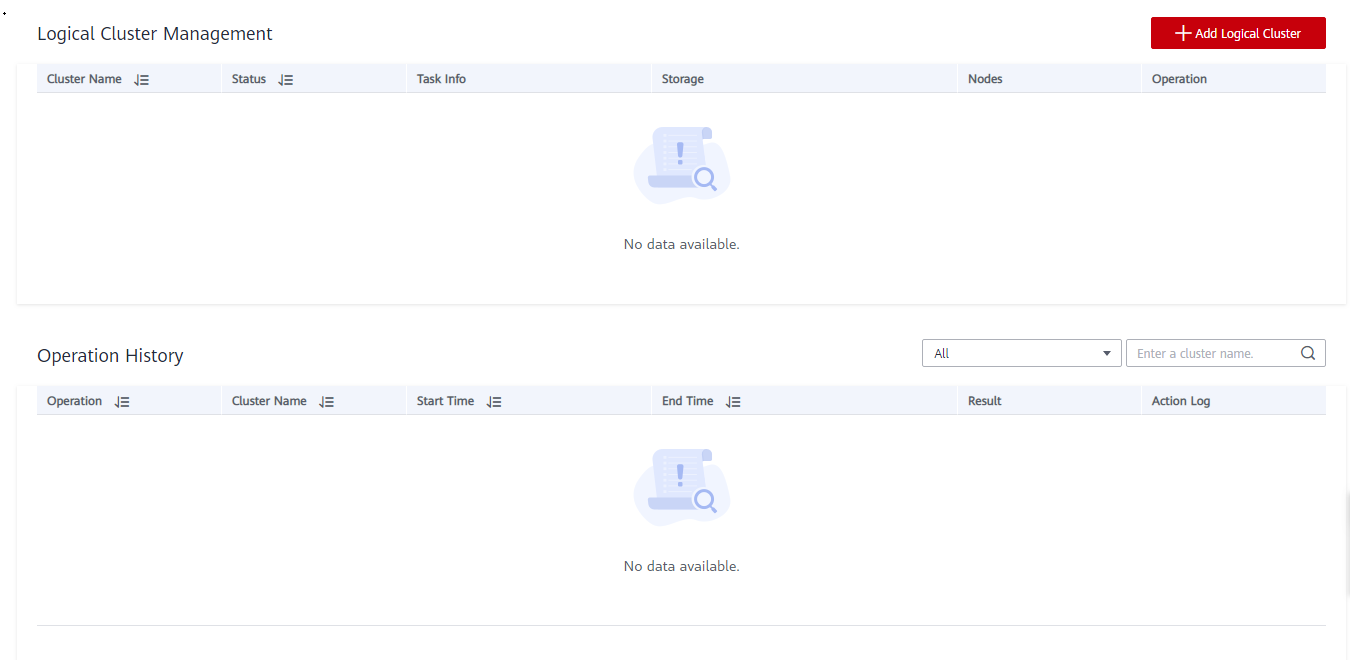 Logical Cluster Management
Add Logical Cluster
Cluster Name Status Task Info Storage Nodes Operation
No data available.
Operation History
All Enter a cluster name.
Operation Cluster Name Start Time End Time Result Action Log
No data available.